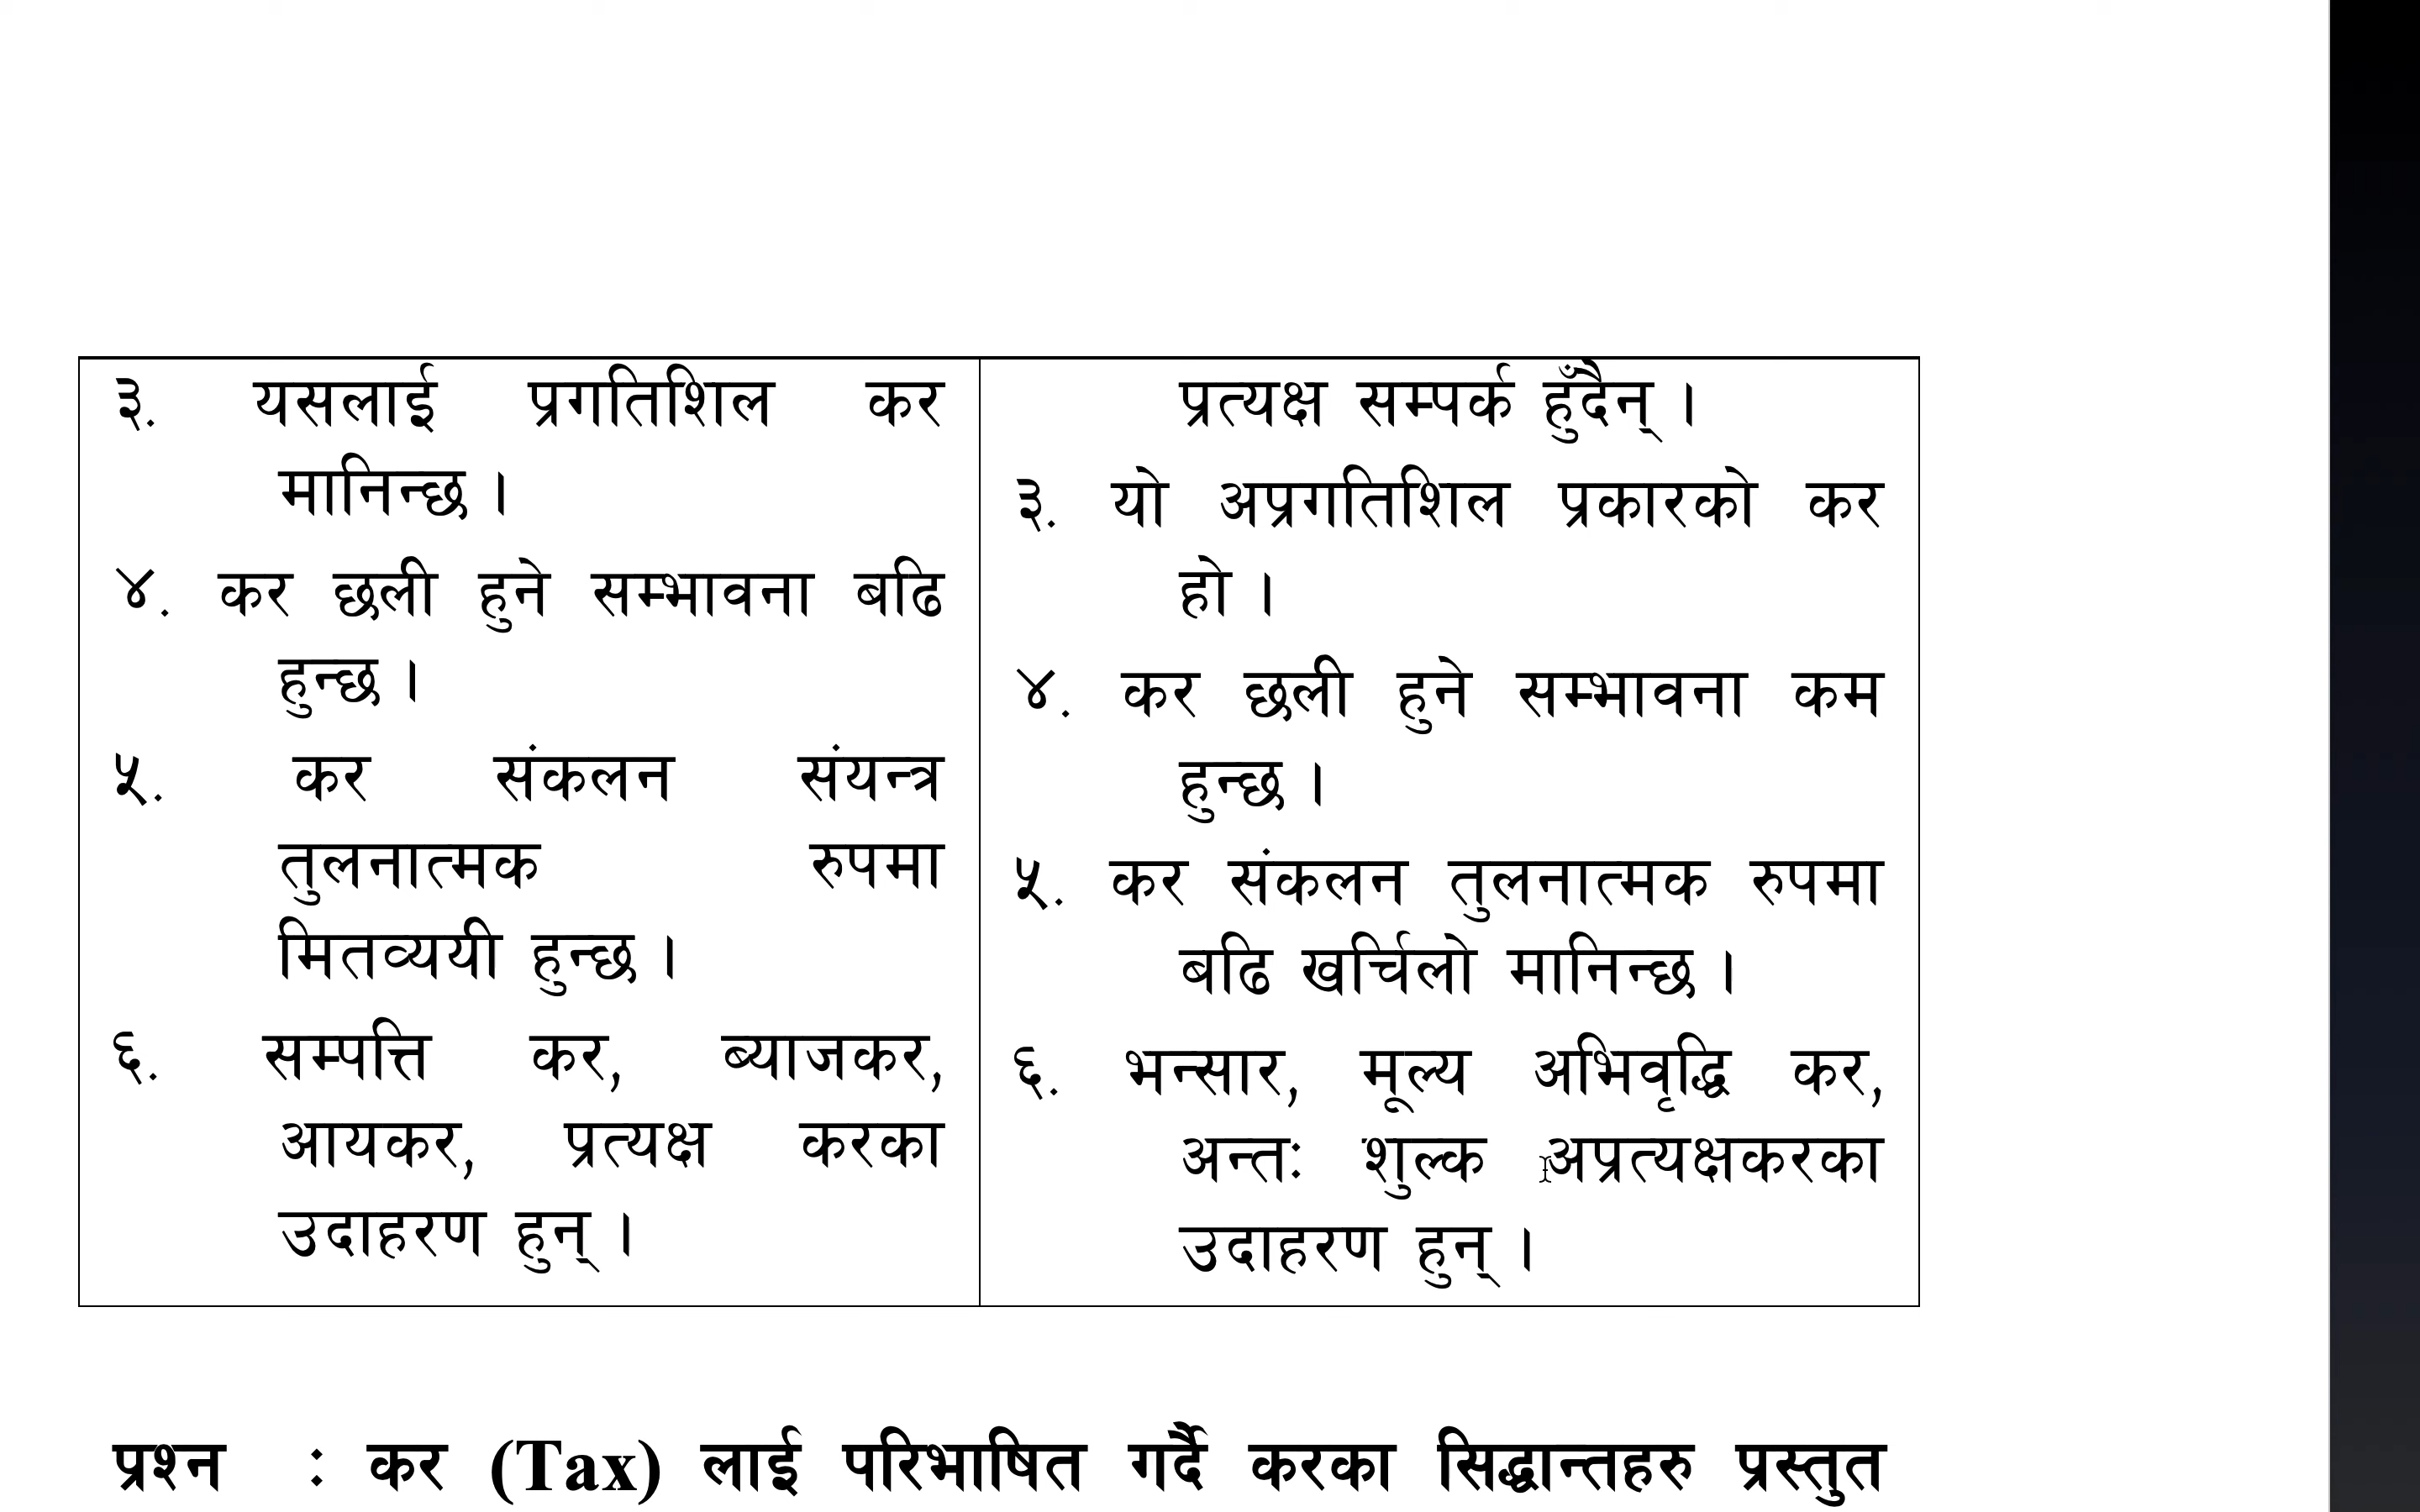 ३. यसलाई प्रगतिशिल कर
मानिन्छ ।
४. कर छली हुने सम्भावना बढि
हुन्छ ।
५. कर संकलन संयन्त्र
तुलनात्मक रुपमा
मितव्ययी हुन्छ ।
६. सम्पत्ति कर, ब्याजकर,
आयकर, प्रत्यक्ष करका
उदाहरण हुन् ।
प्रत्यक्ष सम्पर्क हुँदैन् ।
३. यो अप्रगतिशिल प्रकारको कर
हो ।
४. कर छली हुने सम्भावना कम
हुन्छ ।
५. कर संकलन तुलनात्मक रुपमा
बढि खर्चिलो मानिन्छ ।
६. भन्सार, मूल्य अभिवृद्धि कर,
अन्तः शुल्क अप्रत्यक्षकरका
उदाहरण हुन् ।
प्रश्न : कर (Tax) लाई परिभाषित गर्दै करका सिद्धान्तहरु प्रस्तुत